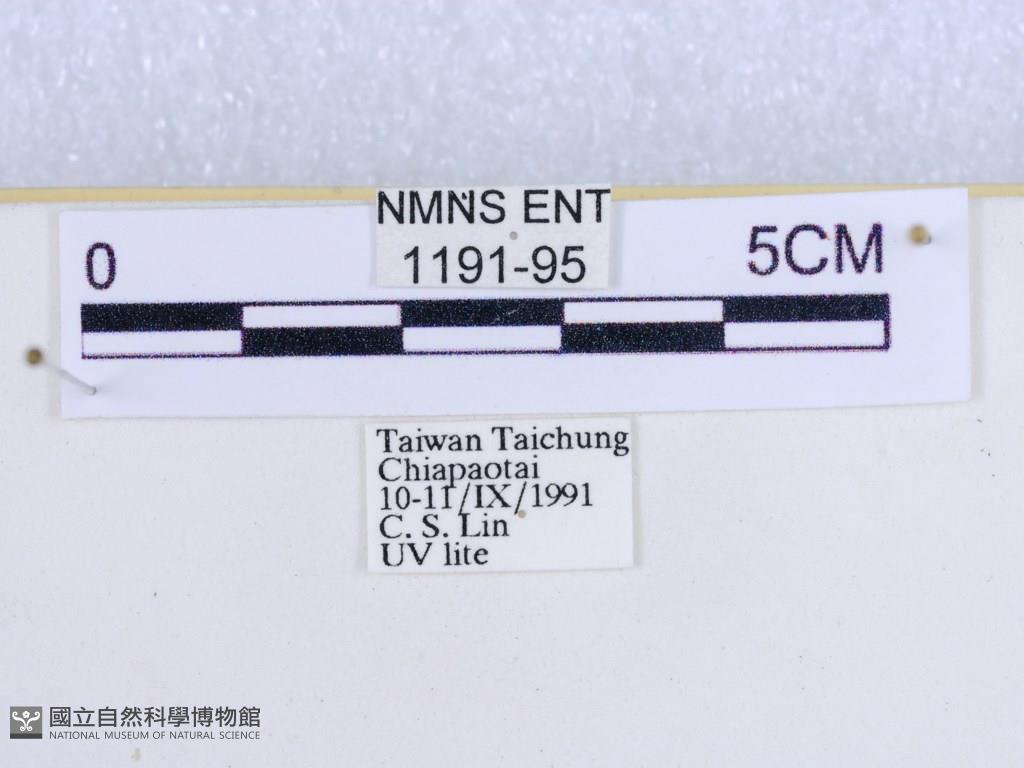 NMNS ENT
1191-95
0
5CM
Taiwan Taichung
Chiapaotai
10-11/IX/1991
C. S. Lin
UV lite
國立自然科學博物館
NATIONAL MUSEUM OF NATURAL SCIENCE